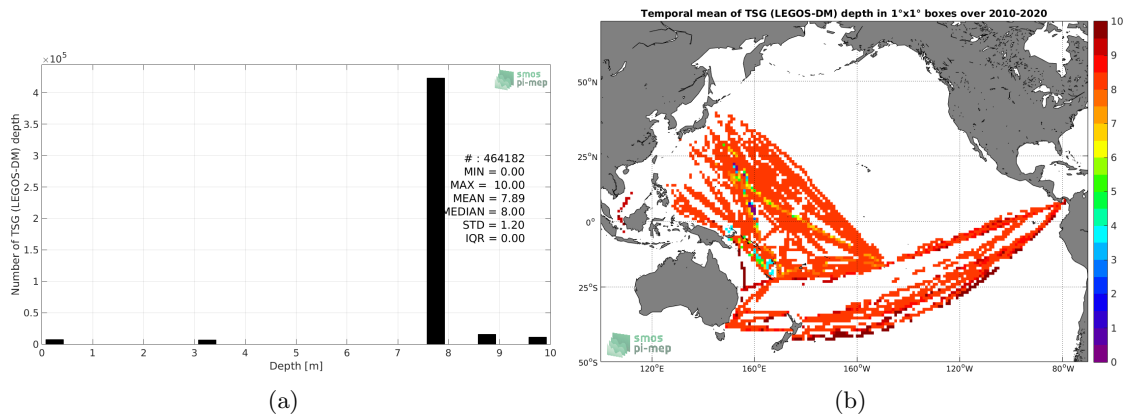 ×10⁵
4
3.5
3
2.5
2
1.5
1
0.5
0
Number of TSG (LEGOS-DM) depth
smos
pi-mep
# : 464182
MIN = 0.00
MAX = 10.00
MEAN = 7.89
MEDIAN = 8.00
STD = 1.20
IQR = 0.00
0 1 2 3 4 5 6 7 8 9 10
Depth [m]
(a)
Temporal mean of TSG (LEGOS-DM) depth in 1°x1° boxes over 2010-2020
50°N
25°N
0°
25°S
50°S
smos
pi-mep
120°E 160°E 160°W 120°W 80°W
10
9
8
7
6
5
4
3
2
1
0
(b)